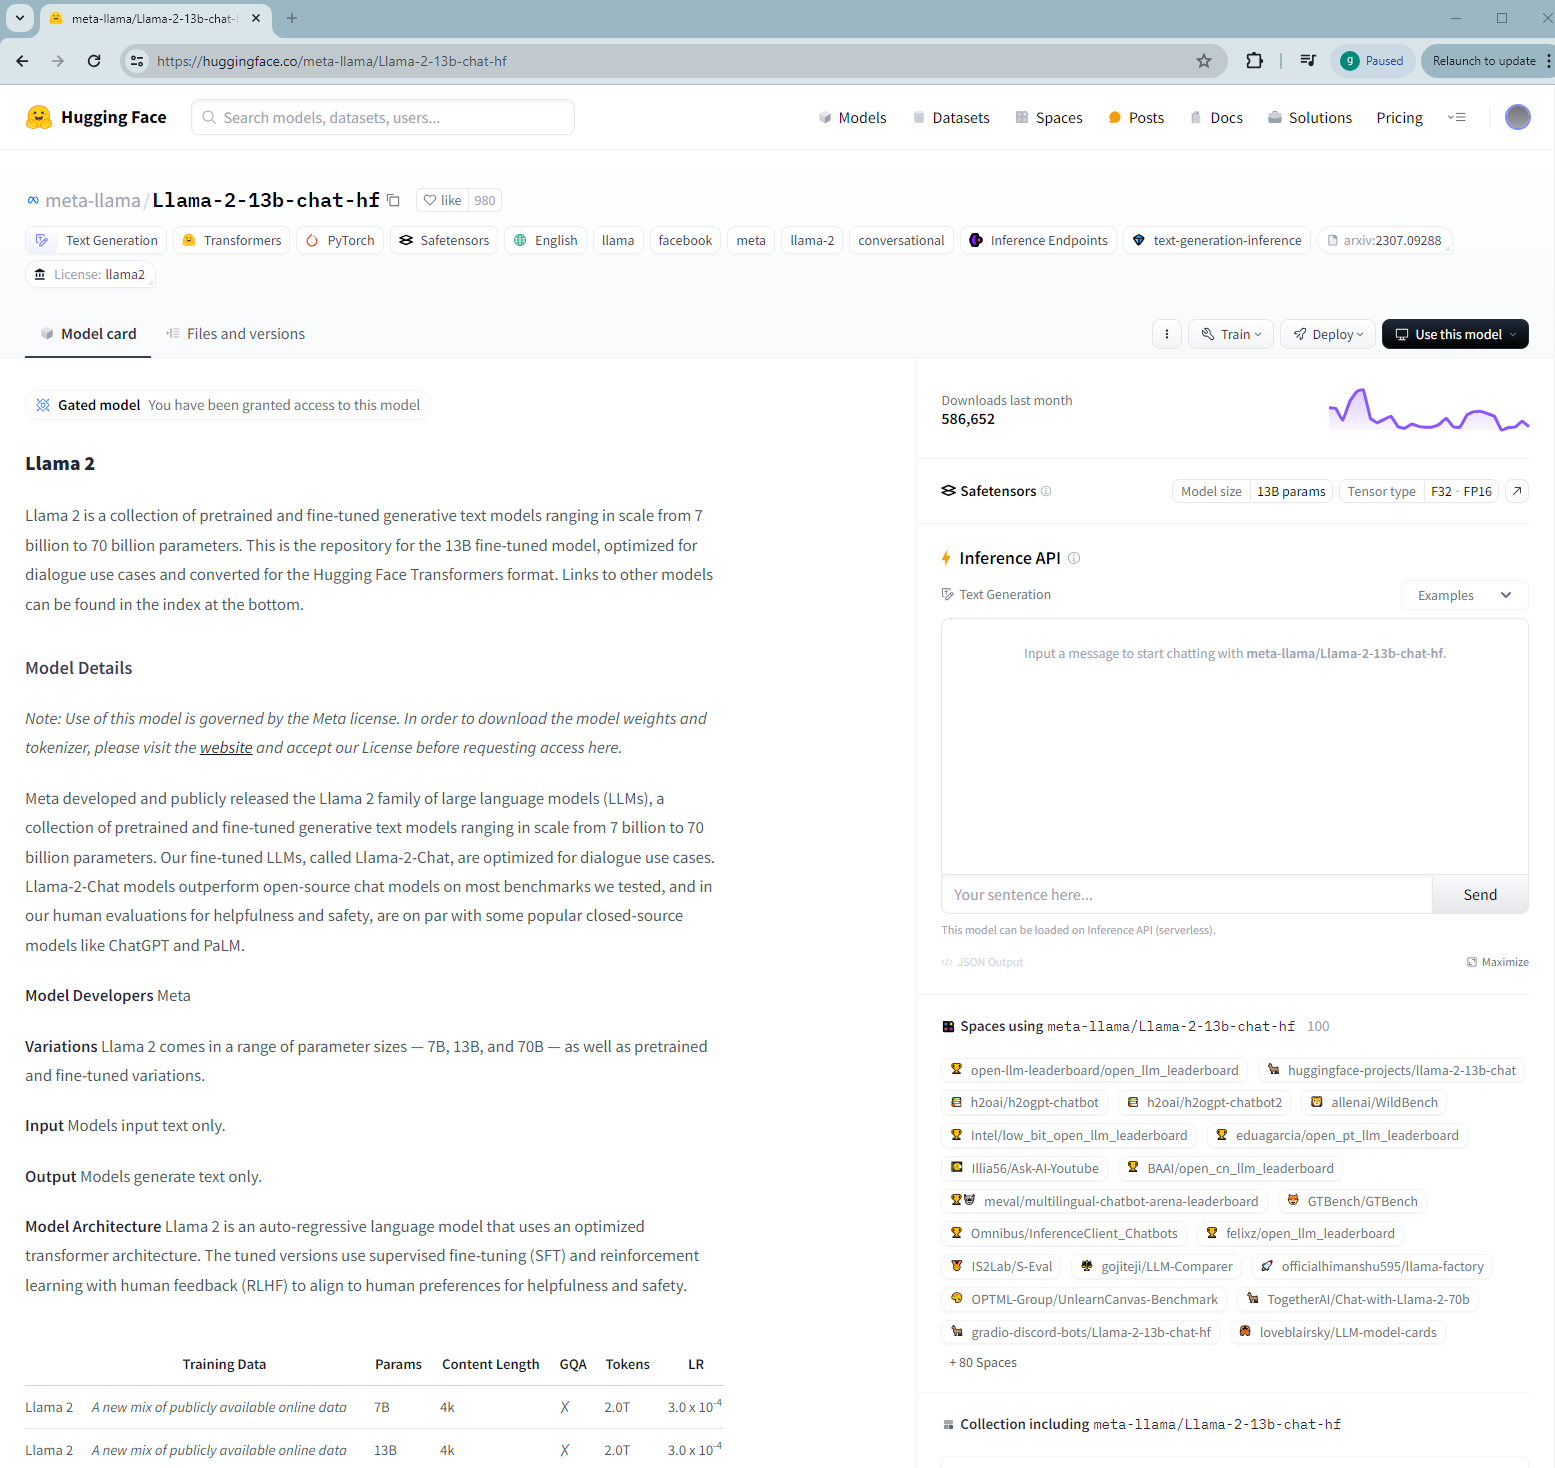 meta-llama/Llama-2-13b-chat-
https://huggingface.co/meta-llama/Llama-2-13b-chat-hf
g Paused
Relaunch to update
Hugging Face
Search models, datasets, users...
Models
Datasets
Spaces
Posts
Docs
Solutions
Pricing
meta-llama/Llama-2-13b-chat-hf
like 980
Text Generation
Transformers
PyTorch
Safetensors
English
llama
facebook
meta
llama-2
conversational
Inference Endpoints
text-generation-inference
arxiv:2307.09288
License: llama2
Model card
Files and versions
Train
Deploy
Use this model
Gated model You have been granted access to this model
Llama 2
Llama 2 is a collection of pretrained and fine-tuned generative text models ranging in scale from 7
billion to 70 billion parameters. This is the repository for the 13B fine-tuned model, optimized for
dialogue use cases and converted for the Hugging Face Transformers format. Links to other models
can be found in the index at the bottom.
Model Details
Note: Use of this model is governed by the Meta license. In order to download the model weights and
tokenizer, please visit the website and accept our License before requesting access here.
Meta developed and publicly released the Llama 2 family of large language models (LLMs), a
collection of pretrained and fine-tuned generative text models ranging in scale from 7 billion to 70
billion parameters. Our fine-tuned LLMs, called Llama-2-Chat, are optimized for dialogue use cases.
Llama-2-Chat models outperform open-source chat models on most benchmarks we tested, and in
our human evaluations for helpfulness and safety, are on par with some popular closed-source
models like ChatGPT and PaLM.
Model Developers Meta
Variations Llama 2 comes in a range of parameter sizes — 7B, 13B, and 70B — as well as pretrained
and fine-tuned variations.
Input Models input text only.
Output Models generate text only.
Model Architecture Llama 2 is an auto-regressive language model that uses an optimized
transformer architecture. The tuned versions use supervised fine-tuning (SFT) and reinforcement
learning with human feedback (RLHF) to align to human preferences for helpfulness and safety.
Training Data Params Content Length GQA Tokens LR
Llama 2 A new mix of publicly available online data 7B 4k ✗ 2.0T 3.0 x 10⁻⁴
Llama 2 A new mix of publicly available online data 13B 4k ✗ 2.0T 3.0 x 10⁻⁴
Downloads last month
586,652
Safetensors
Model size 13B params
Tensor type F32 · FP16
Inference API
Text Generation
Examples
Input a message to start chatting with meta-llama/Llama-2-13b-chat-hf.
Your sentence here...
Send
This model can be loaded on Inference API (serverless).
JSON Output
Maximize
Spaces using meta-llama/Llama-2-13b-chat-hf 100
open-llm-leaderboard/open_llm_leaderboard
huggingface-projects/llama-2-13b-chat
h2oai/h2ogpt-chatbot
h2oai/h2ogpt-chatbot2
allenai/WildBench
Intel/low_bit_open_llm_leaderboard
eduagarcia/open_pt_llm_leaderboard
Illia56/Ask-AI-Youtube
BAAI/open_cn_llm_leaderboard
meval/multilingual-chatbot-arena-leaderboard
GTBench/GTBench
Omnibus/InferenceClient_Chatbots
felixz/open_llm_leaderboard
IS2Lab/S-Eval
gojiteji/LLM-Comparer
officialhimanshu595/llama-factory
OPTML-Group/UnlearnCanvas-Benchmark
TogetherAI/Chat-with-Llama-2-70b
gradio-discord-bots/Llama-2-13b-chat-hf
loveblairsky/LLM-model-cards
+ 80 Spaces
Collection including meta-llama/Llama-2-13b-chat-hf